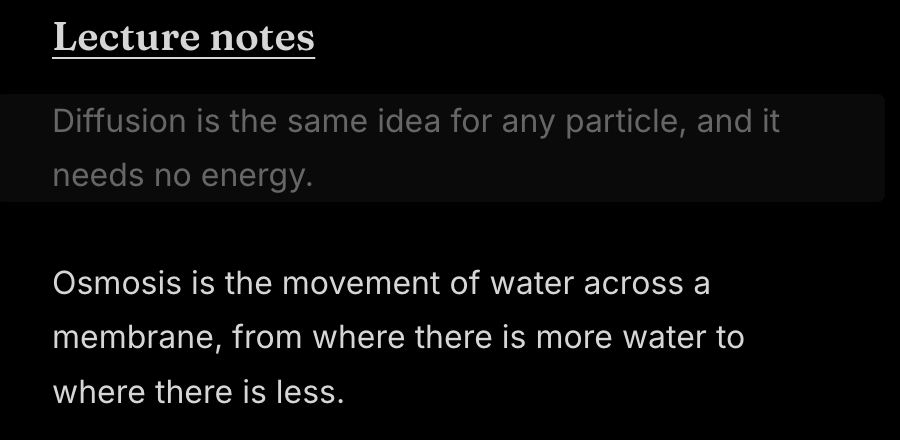 Lecture notes
Diffusion is the same idea for any particle, and it
needs no energy.
Osmosis is the movement of water across a
membrane, from where there is more water to
where there is less.